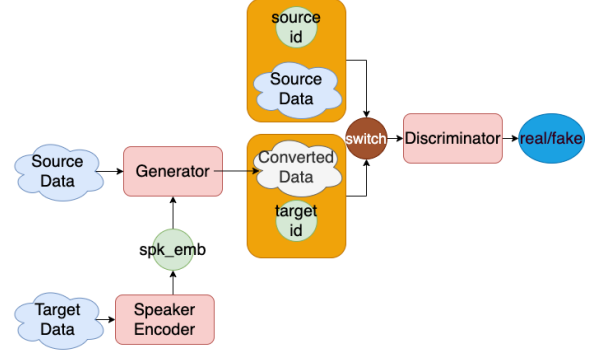 source
id
Source
Data
switch
Discriminator
real/fake
Source
Data
Generator
Converted
Data
target
id
spk_emb
Target
Data
Speaker
Encoder